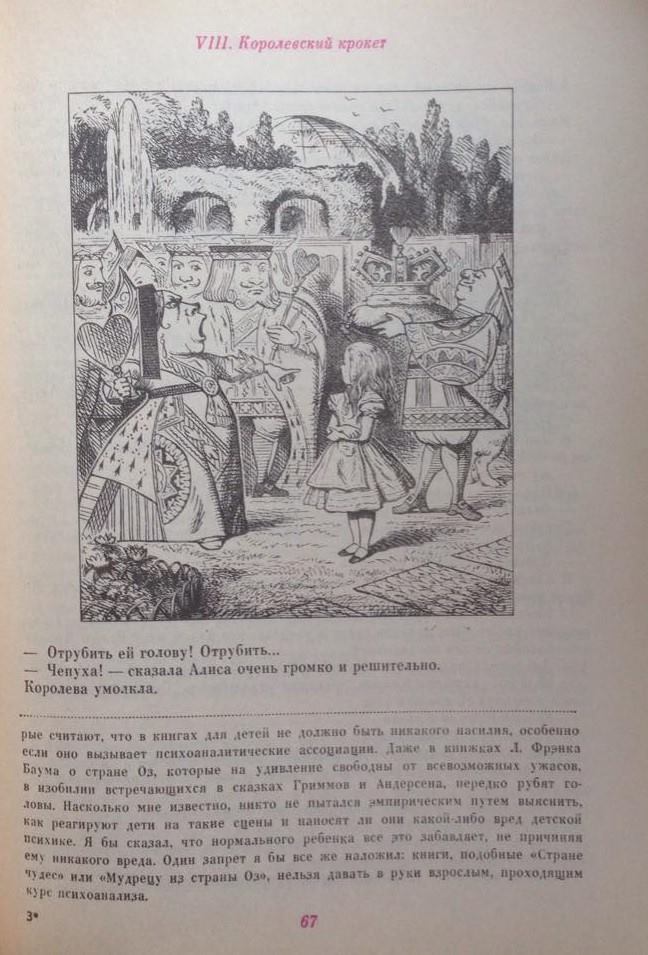 VIII. Королевский крокет
— Отрубить ей голову! Отрубить...
— Чепуха! — сказала Алиса очень громко и решительно.
Королева умолкла.
рые считают, что в книгах для детей не должно быть никакого насилия, особенно
если оно вызывает психоаналитические ассоциации. Даже в книжках Л. Фрэнка
Баума о стране Оз, которые на удивление свободны от всевозможных ужасов,
в изобилии встречающихся в сказках Гриммов и Андерсена, нередко рубят го-
ловы. Насколько мне известно, никто не пытался эмпирическим путем выяснить,
как реагируют дети на такие сцены и наносят ли они какой-либо вред детской
психике. Я бы сказал, что нормального ребенка все это забавляет, не причиняя
ему никакого вреда. Один запрет я бы все же наложил: книги, подобные «Стране
чудес» или «Мудрецу из страны Оз», нельзя давать в руки взрослым, проходящим
курс психоанализа.
3*
67